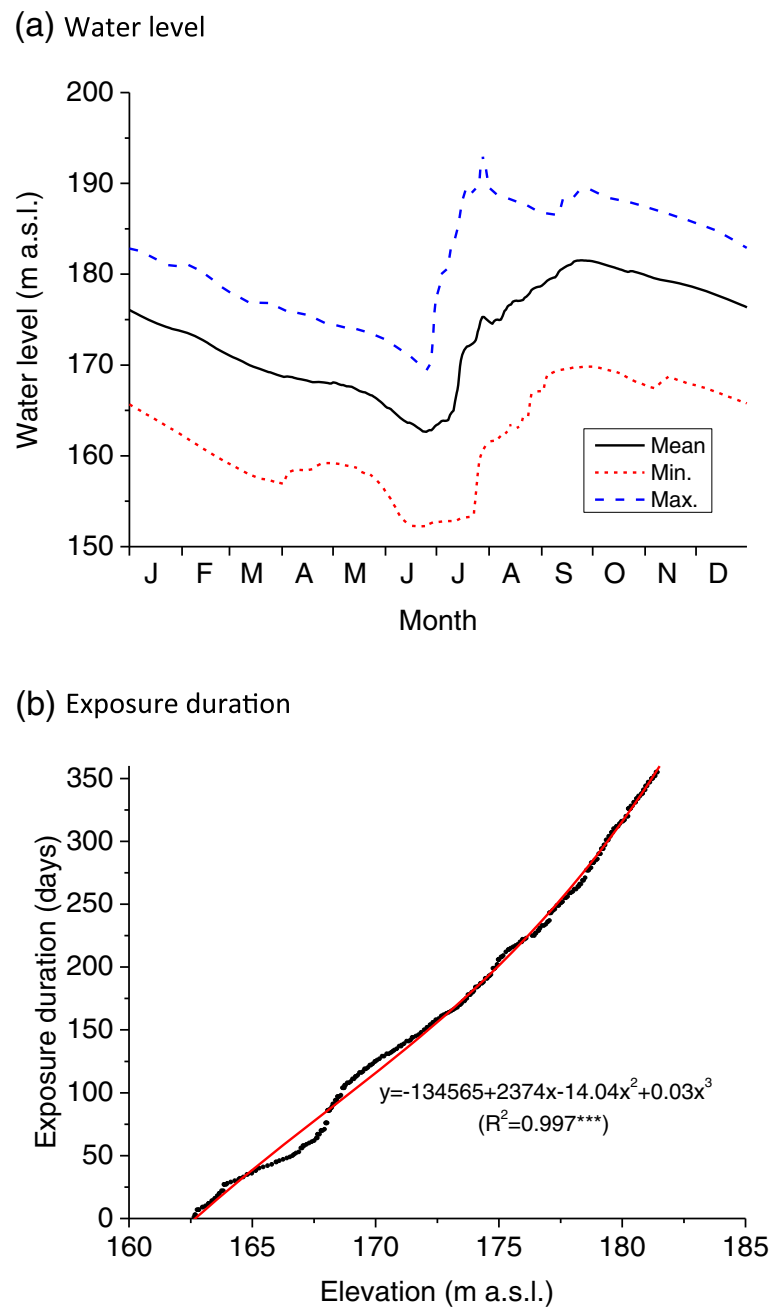 (a) Water level
200
190
180
170
160
150
Water level (m a.s.l.)
Mean
Min.
Max.
J F M A M J J A S O N D
Month
(b) Exposure duration
350
300
250
200
150
100
50
0
Exposure duration (days)
y=-134565+2374x-14.04x²+0.03x³
(R²=0.997***)
160 165 170 175 180 185
Elevation (m a.s.l.)